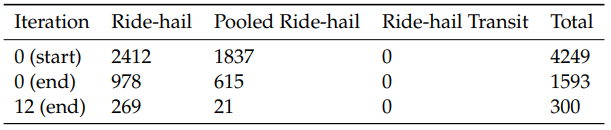 Iteration Ride-hail Pooled Ride-hail Ride-hail Transit Total
0 (start) 2412 1837 0 4249
0 (end) 978 615 0 1593
12 (end) 269 21 0 300